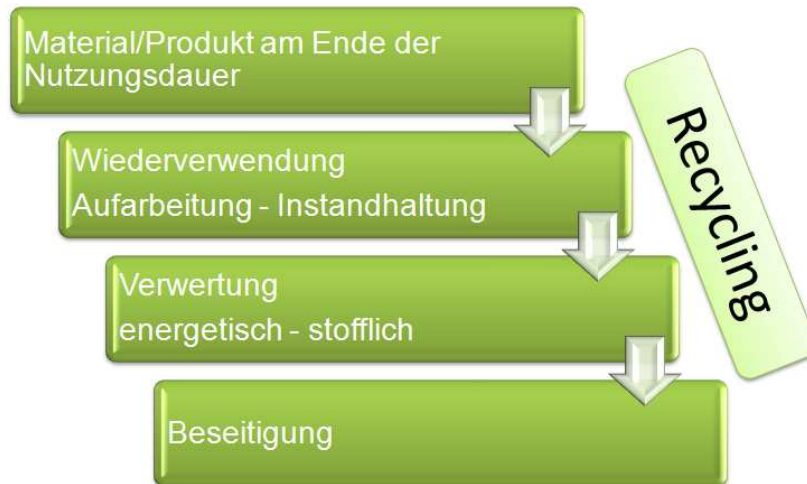 Material/Produkt am Ende der
Nutzungsdauer
Wiederverwendung
Aufarbeitung - Instandhaltung
Verwertung
energetisch - stofflich
Beseitigung
Recycling